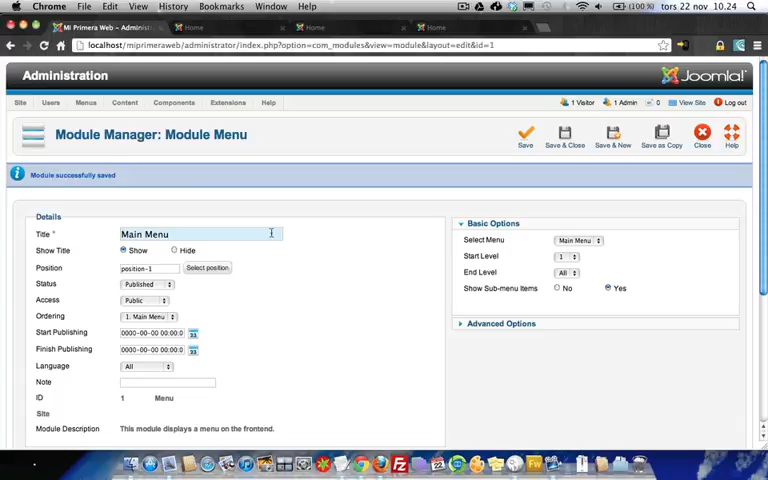 Chrome File Edit View History Bookmarks Window Help (100 %) tors 22 nov 10.24
Mi Primera Web - Administra × Home × Home × Home ×
localhost/miprimeraweb/administrator/index.php?option=com_modules&view=module&layout=edit&id=1
Administration Joomla!
Site Users Menus Content Components Extensions Help 1 Visitor 1 Admin 0 View Site Log out
Module Manager: Module Menu
Save Save & Close Save & New Save as Copy Close Help
Module successfully saved
Details
Title * Main Menu
Show Title Show Hide
Position position-1 Select position
Status Published
Access Public
Ordering 1. Main Menu
Start Publishing 0000-00-00 00:00:0 23
Finish Publishing 0000-00-00 00:00:0 23
Language All
Note
ID 1 Menu
Site
Module Description This module displays a menu on the frontend.
Basic Options
Select Menu Main Menu
Start Level 1
End Level All
Show Sub-menu Items No Yes
Advanced Options